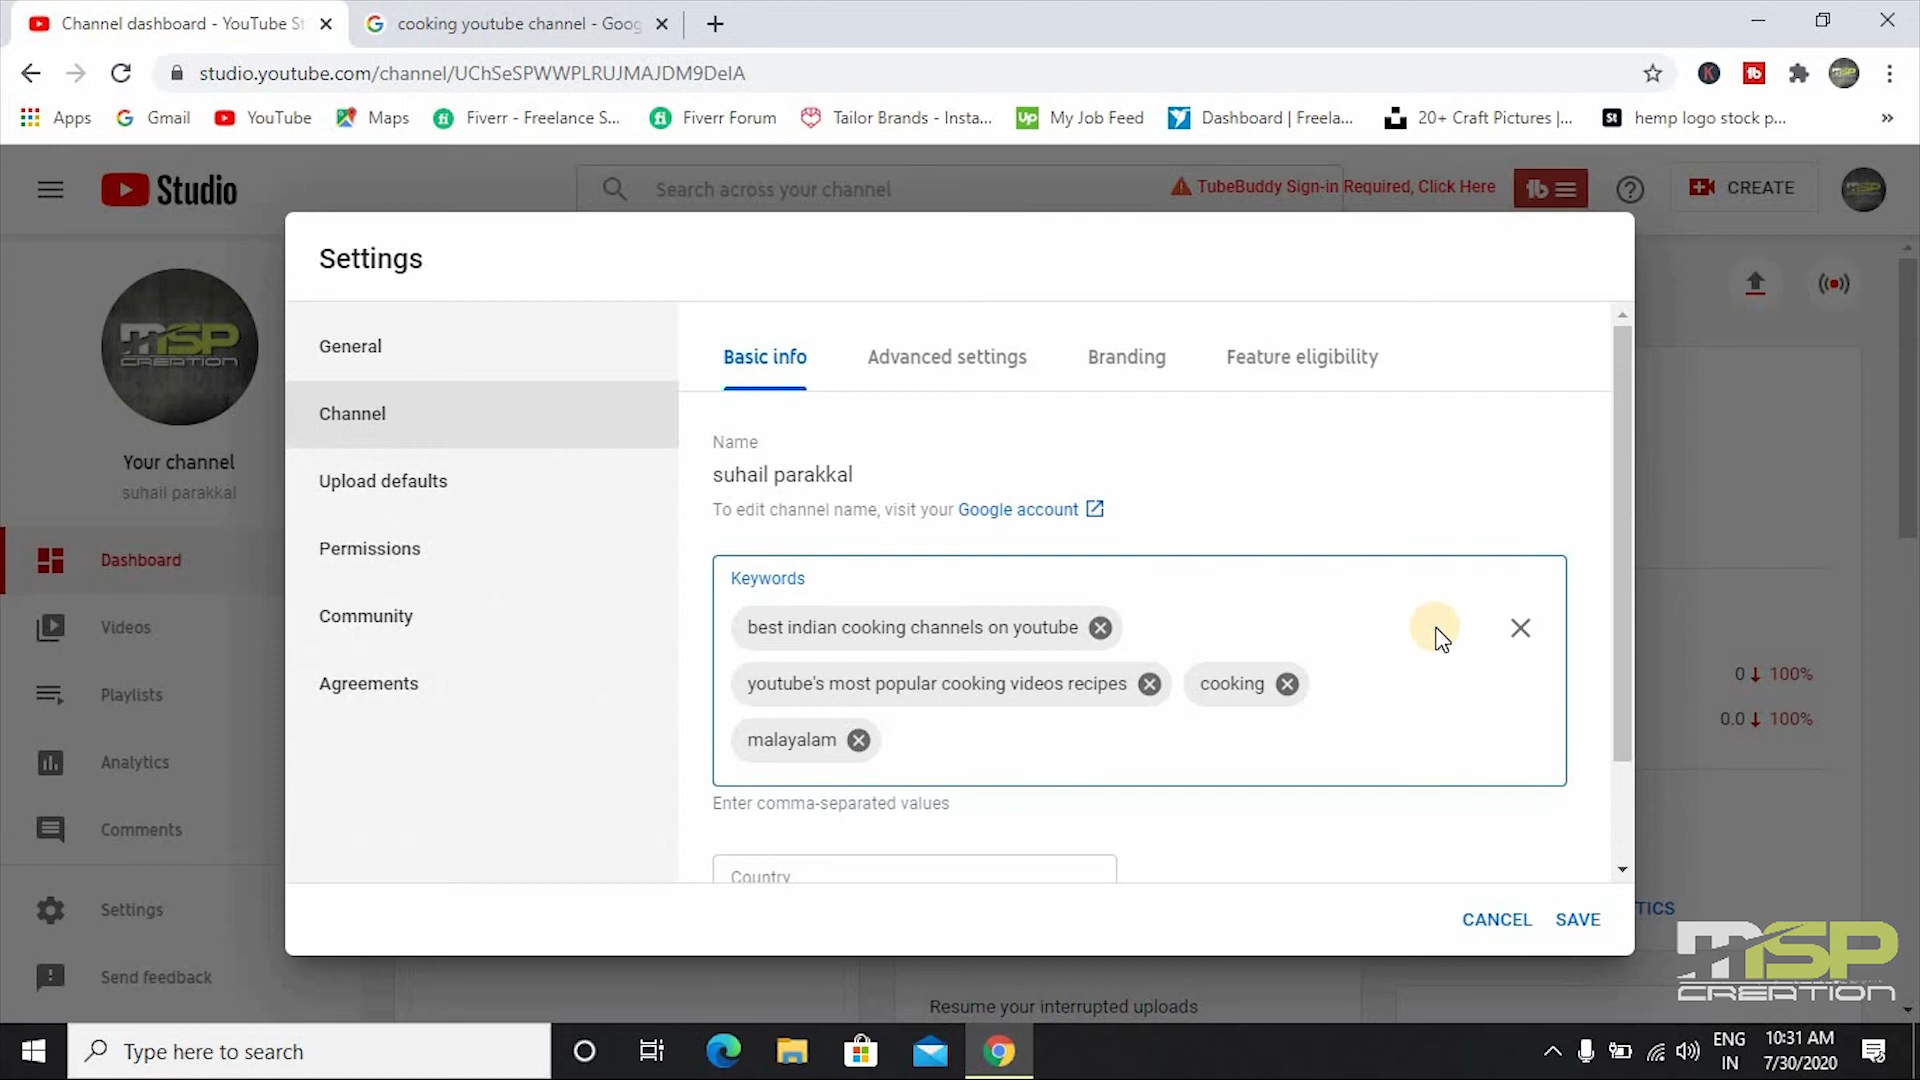 Channel dashboard - YouTube St
cooking youtube channel - Goog
studio.youtube.com/channel/UChSeSPWWPLRUJMAJDM9DeIA
Apps
Gmail
YouTube
Maps
Fiverr - Freelance S...
Fiverr Forum
Tailor Brands - Insta...
Up
My Job Feed
Dashboard | Freela...
20+ Craft Pictures |...
St
hemp logo stock p...
Studio
Search across your channel
TubeBuddy Sign-in Required, Click Here
CREATE
MSP
CREATION
Your channel
suhail parakkal
Dashboard
Videos
Playlists
Analytics
Comments
Settings
Send feedback
Settings
General
Channel
Upload defaults
Permissions
Community
Agreements
Basic info
Advanced settings
Branding
Feature eligibility
Name
suhail parakkal
To edit channel name, visit your Google account
Keywords
best indian cooking channels on youtube
youtube's most popular cooking videos recipes
cooking
malayalam
Enter comma-separated values
Country
CANCEL
SAVE
0 100%
0.0 100%
TICS
Resume your interrupted uploads
MSP
CREATION
Type here to search
ENG
IN
10:31 AM
7/30/2020